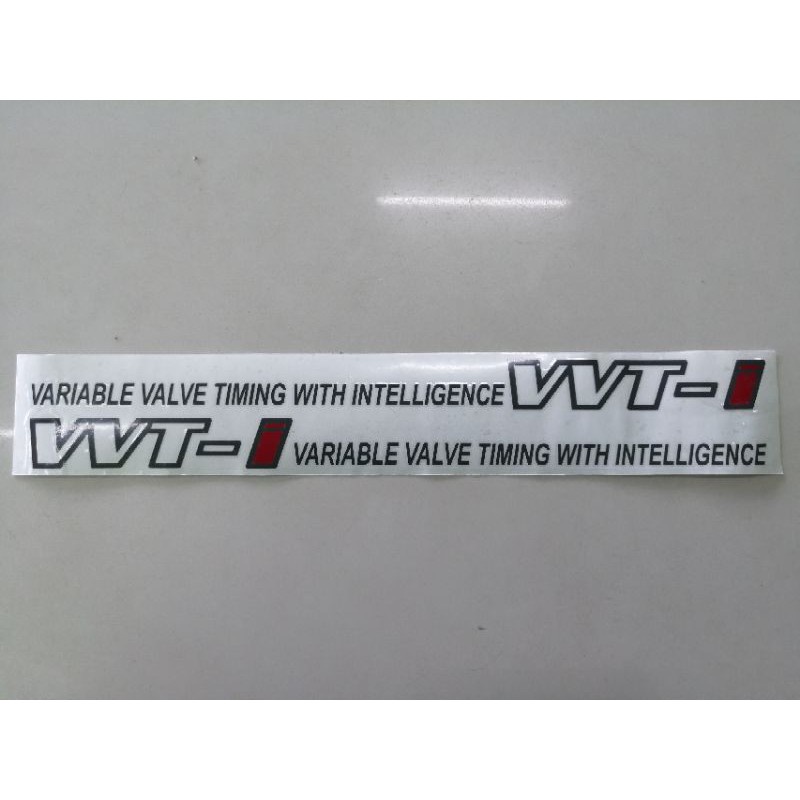 VARIABLE VALVE TIMING WITH INTELLIGENCE VVT-i
VVT-i VARIABLE VALVE TIMING WITH INTELLIGENCE